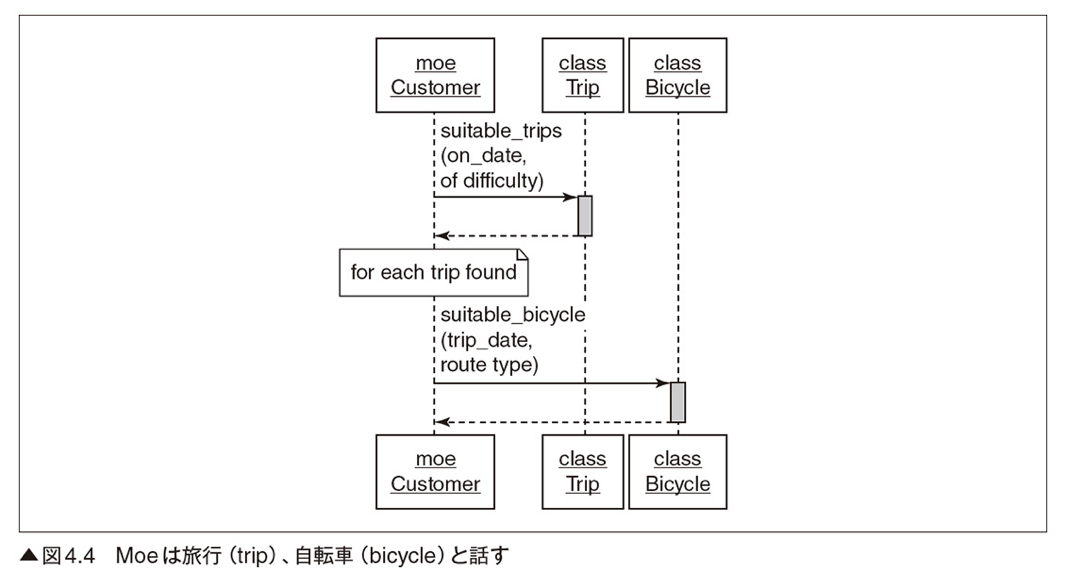 moe
Customer
class
Trip
class
Bicycle
suitable_trips
(on_date,
of difficulty)
for each trip found
suitable_bicycle
(trip_date,
route type)
moe
Customer
class
Trip
class
Bicycle
▲図4.4 Moeは旅行（trip）、自転車（bicycle）と話す